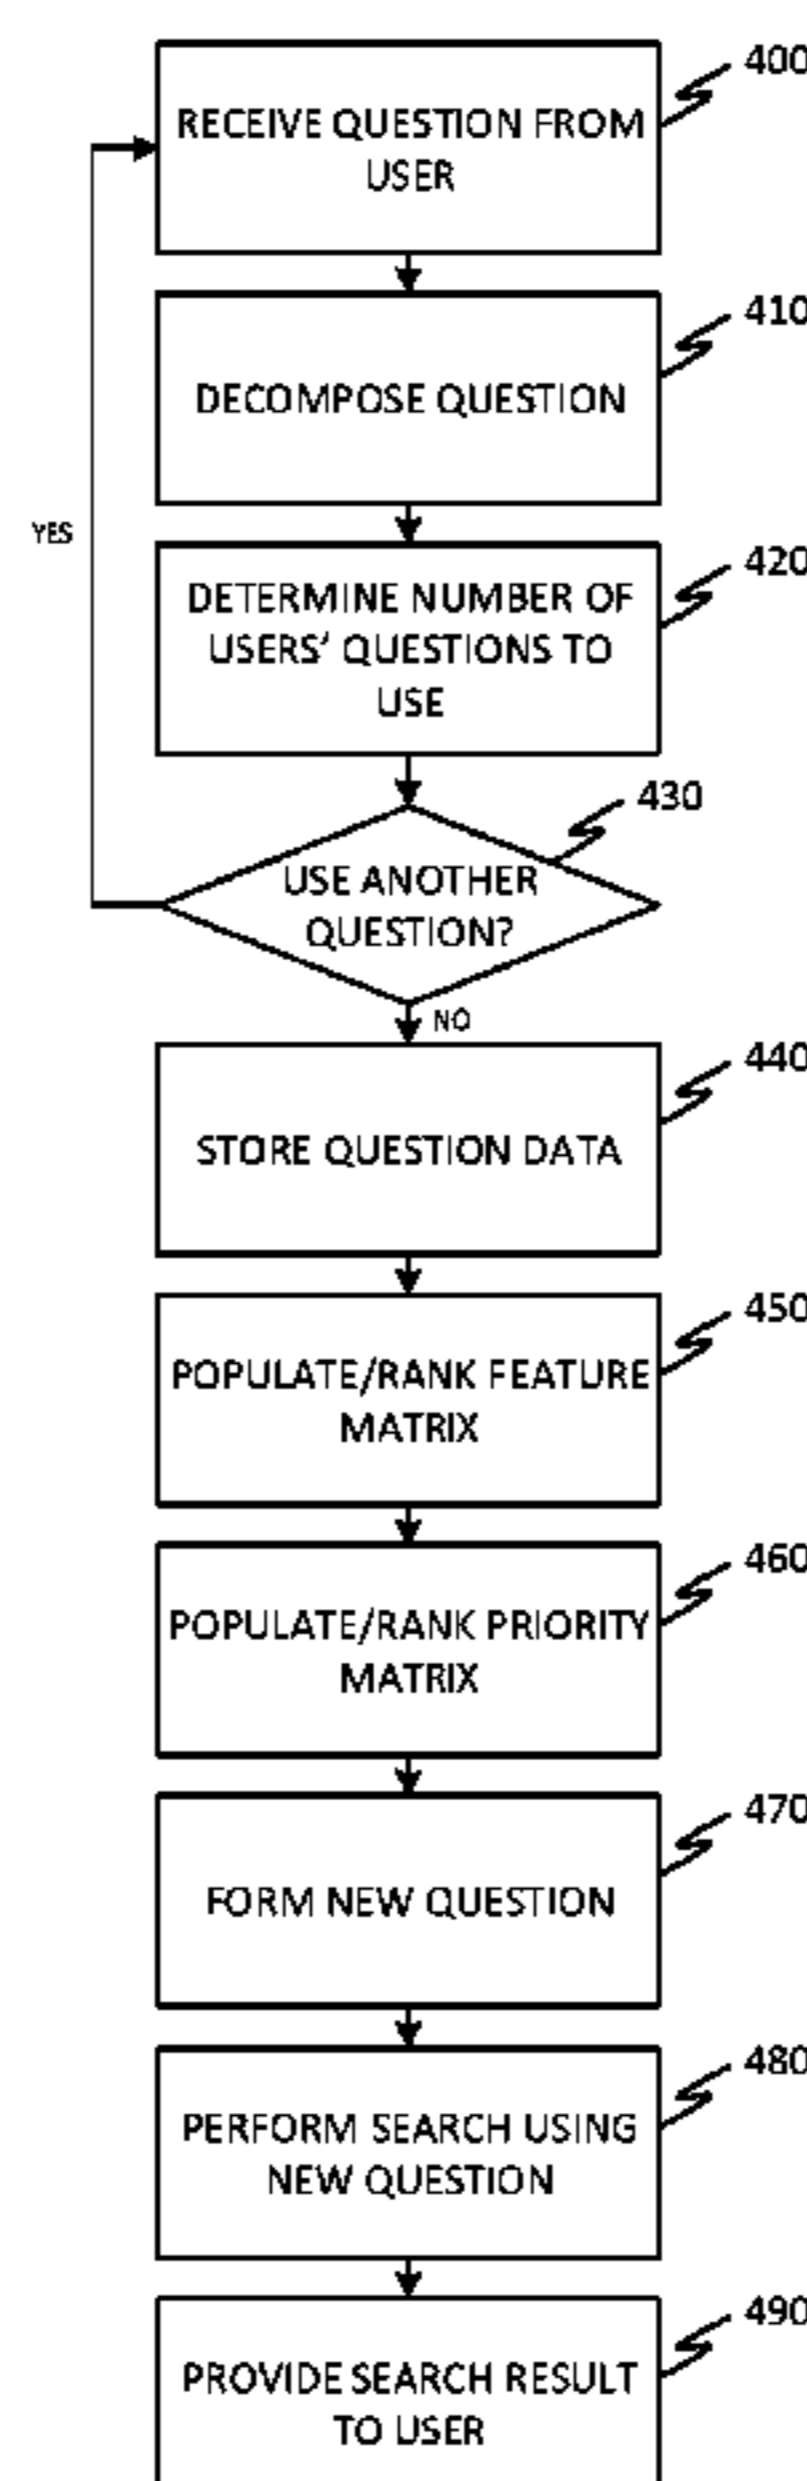 400
RECEIVE QUESTION FROM
USER
410
DECOMPOSE QUESTION
YES
420
DETERMINE NUMBER OF
USERS' QUESTIONS TO
USE
430
USE ANOTHER
QUESTION?
NO
440
STORE QUESTION DATA
450
POPULATE/RANK FEATURE
MATRIX
460
POPULATE/RANK PRIORITY
MATRIX
470
FORM NEW QUESTION
480
PERFORM SEARCH USING
NEW QUESTION
490
PROVIDE SEARCH RESULT
TO USER